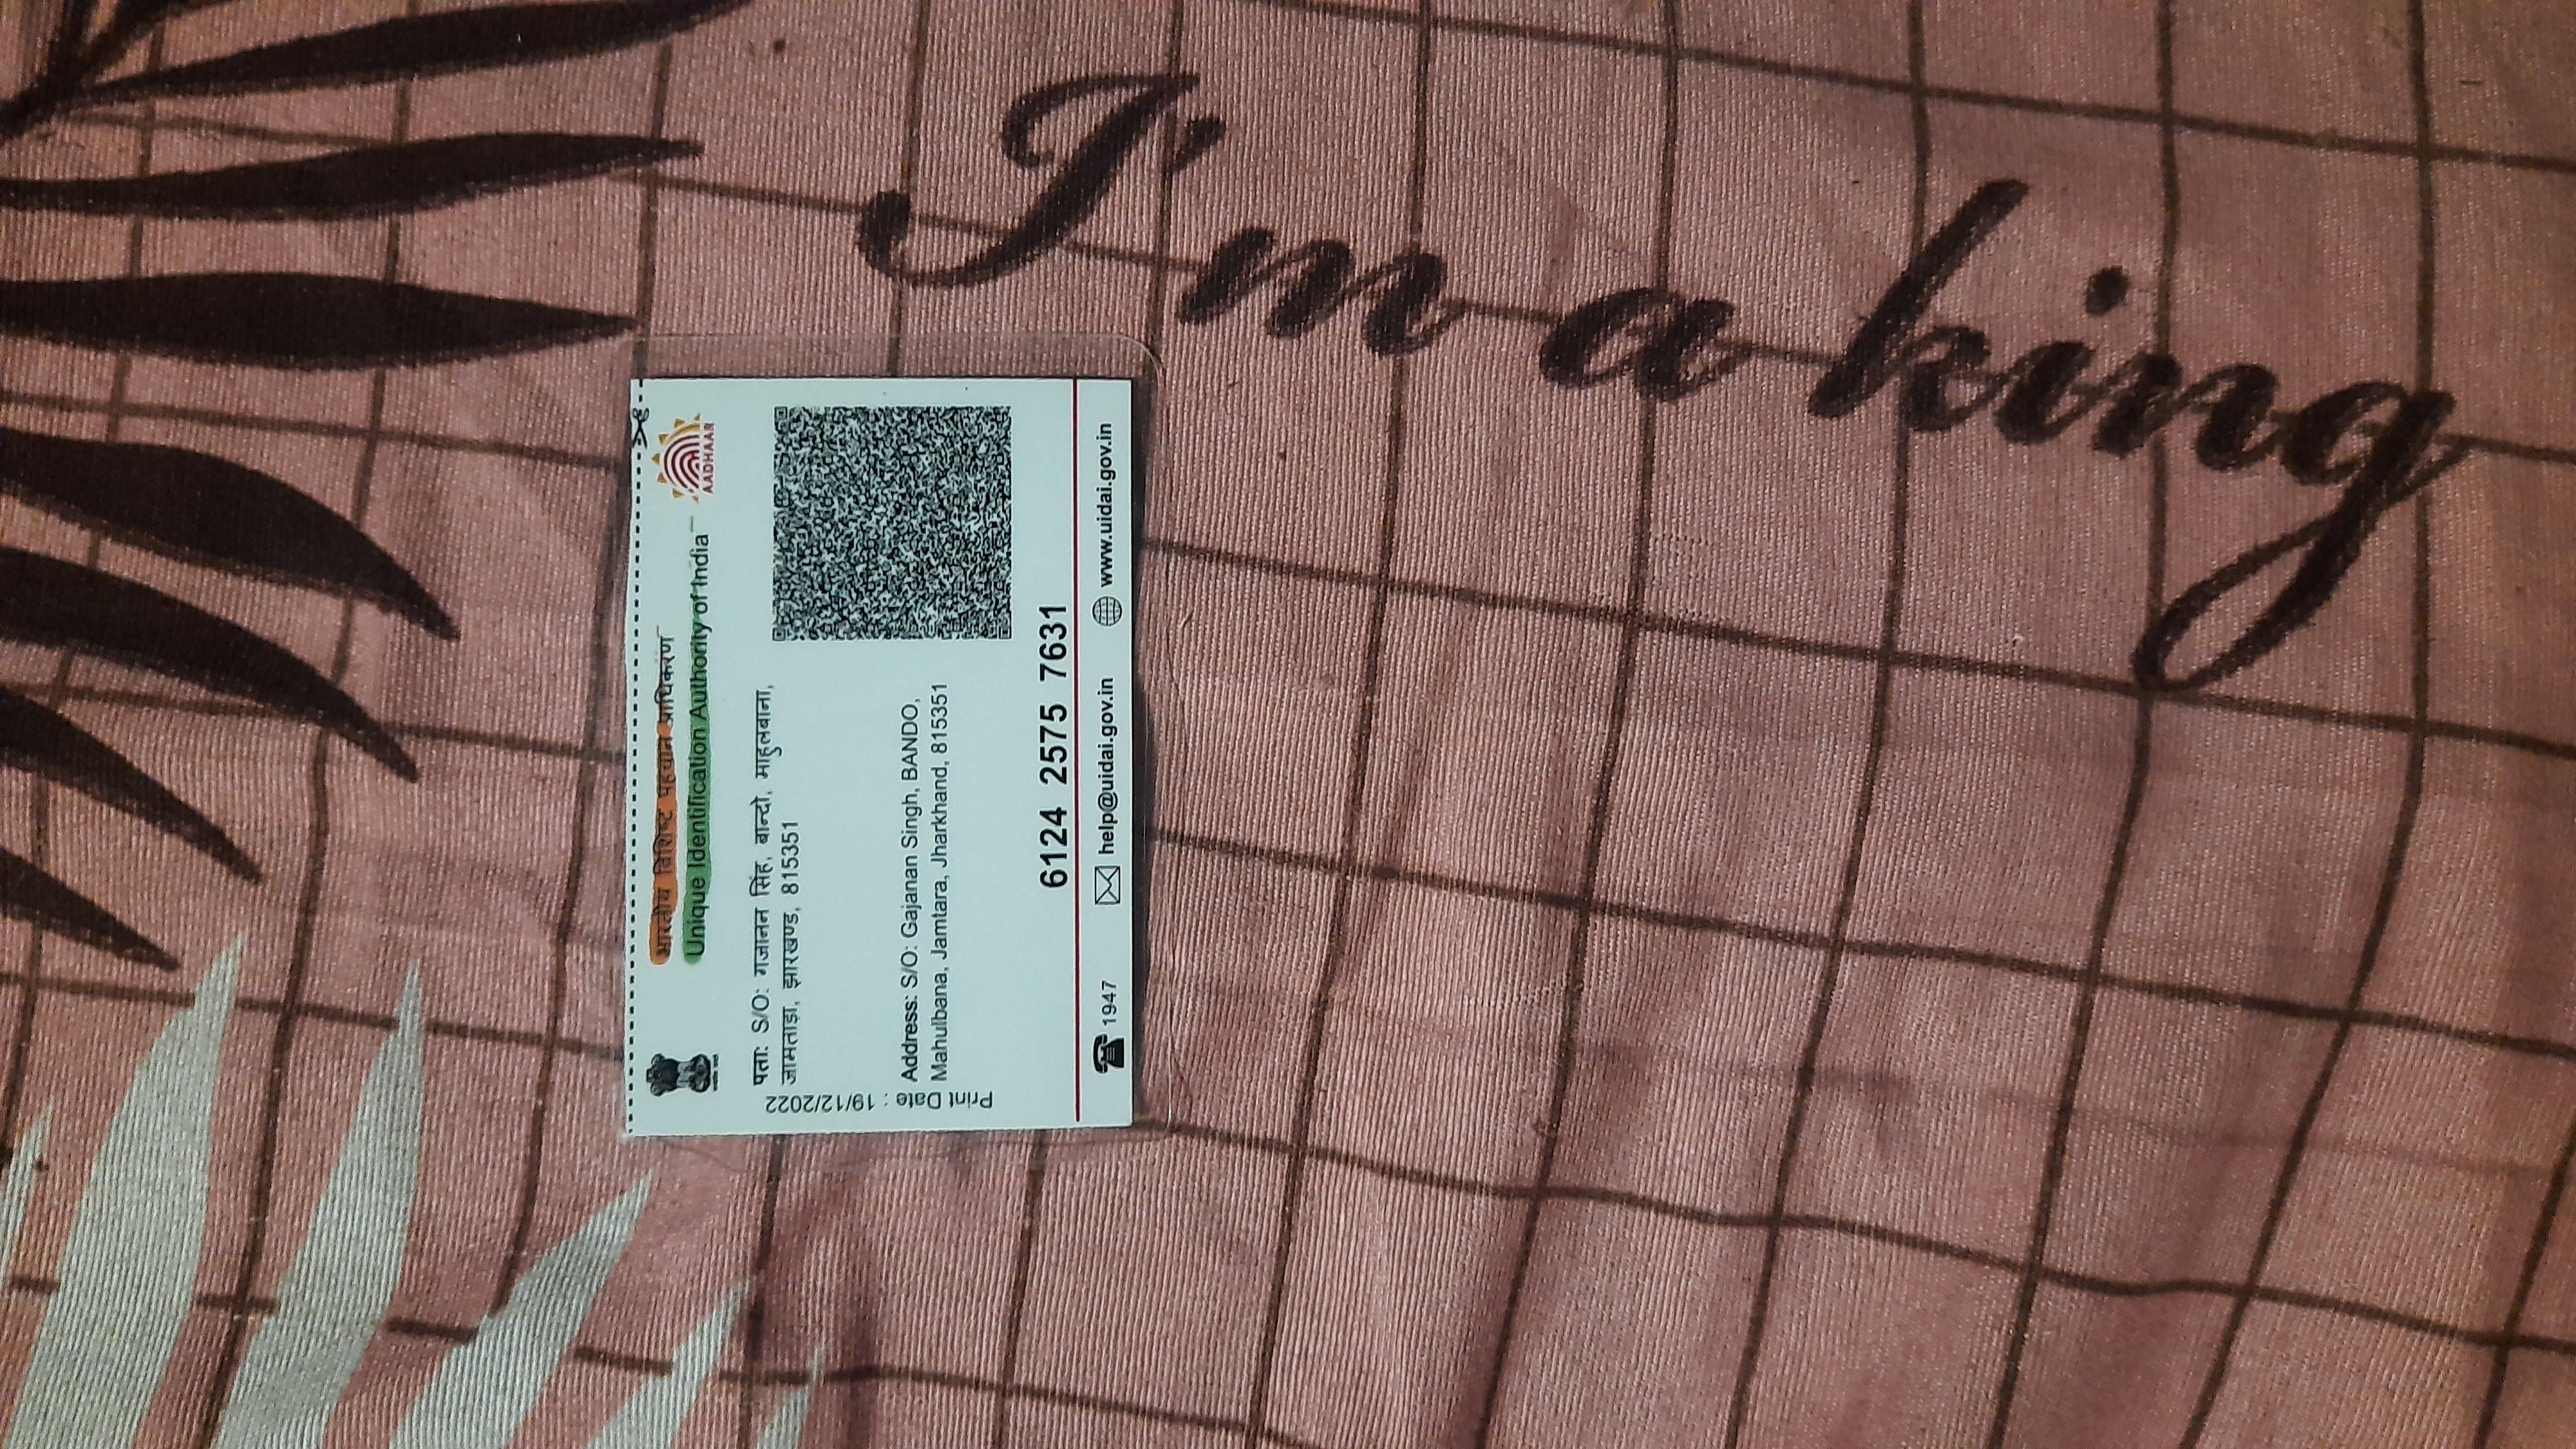 I'm a king
भारतीय विशिष्ट पहचान प्राधिकरण
Unique Identification Authority of India
AADHAAR
पता: S/O: गजानन सिंह, बान्दो, माहुलबाना,
जामताड़ा, झारखण्ड, 815351
Address: S/O: Gajanan Singh, BANDO,
Mahulbana, Jamtara, Jharkhand, 815351
Print Date : 19/12/2022
6124 2575 7631
1947
help@uidai.gov.in
www.uidai.gov.in